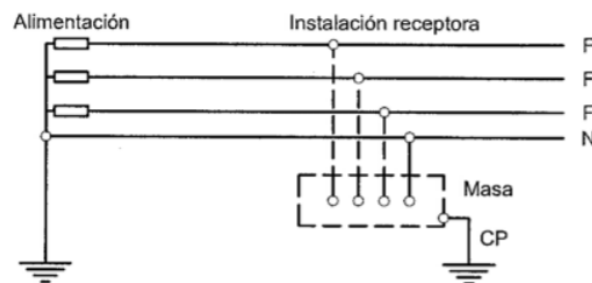 Alimentación
Instalación receptora
F
F
F
N
Masa
CP